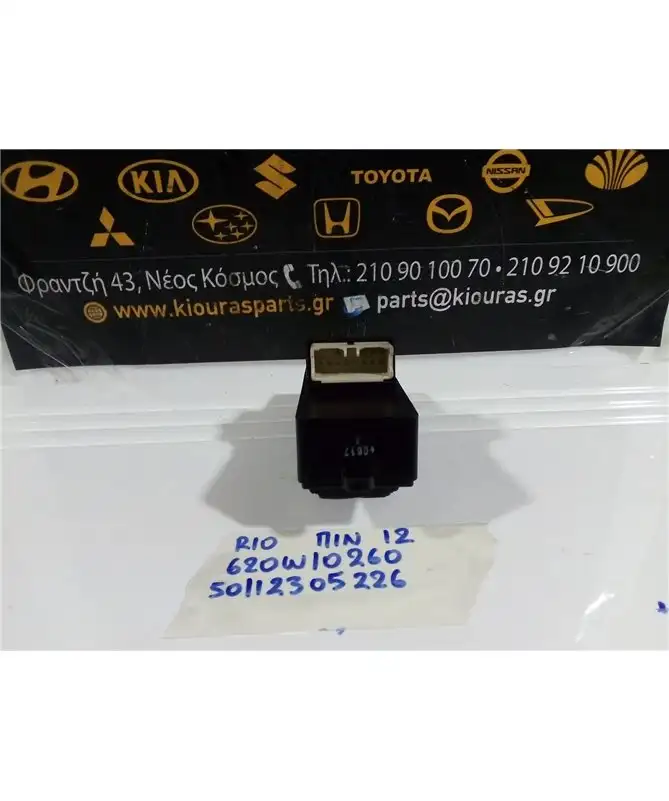 KIA
TOYOTA
NISSAN
Φραντζή 43, Νέος Κόσμος Τηλ.: 210 90 100 70 • 210 92 10 900
www.kiourasparts.gr parts@kiouras.gr
RIO ΠΙΝ 12
620W10260
50112305226